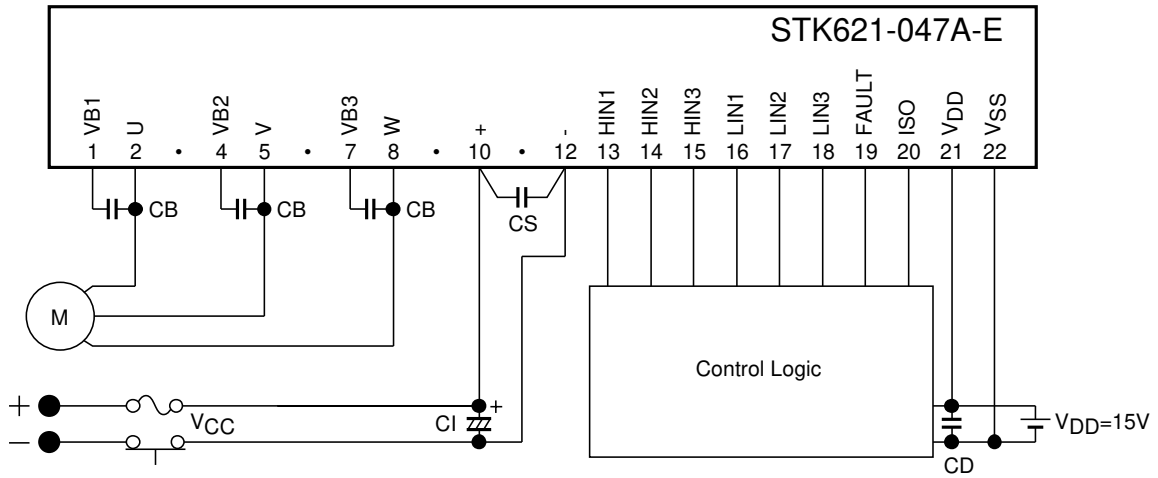 STK621-047A-E
VB1 U VB2 V VB3 W + - HIN1 HIN2 HIN3 LIN1 LIN2 LIN3 FAULT ISO VDD VSS
1 2 • 4 5 • 7 8 • 10 • 12 13 14 15 16 17 18 19 20 21 22
CB CB CB CS
M
Control Logic
+ VCC CI + VDD=15V
−
CD